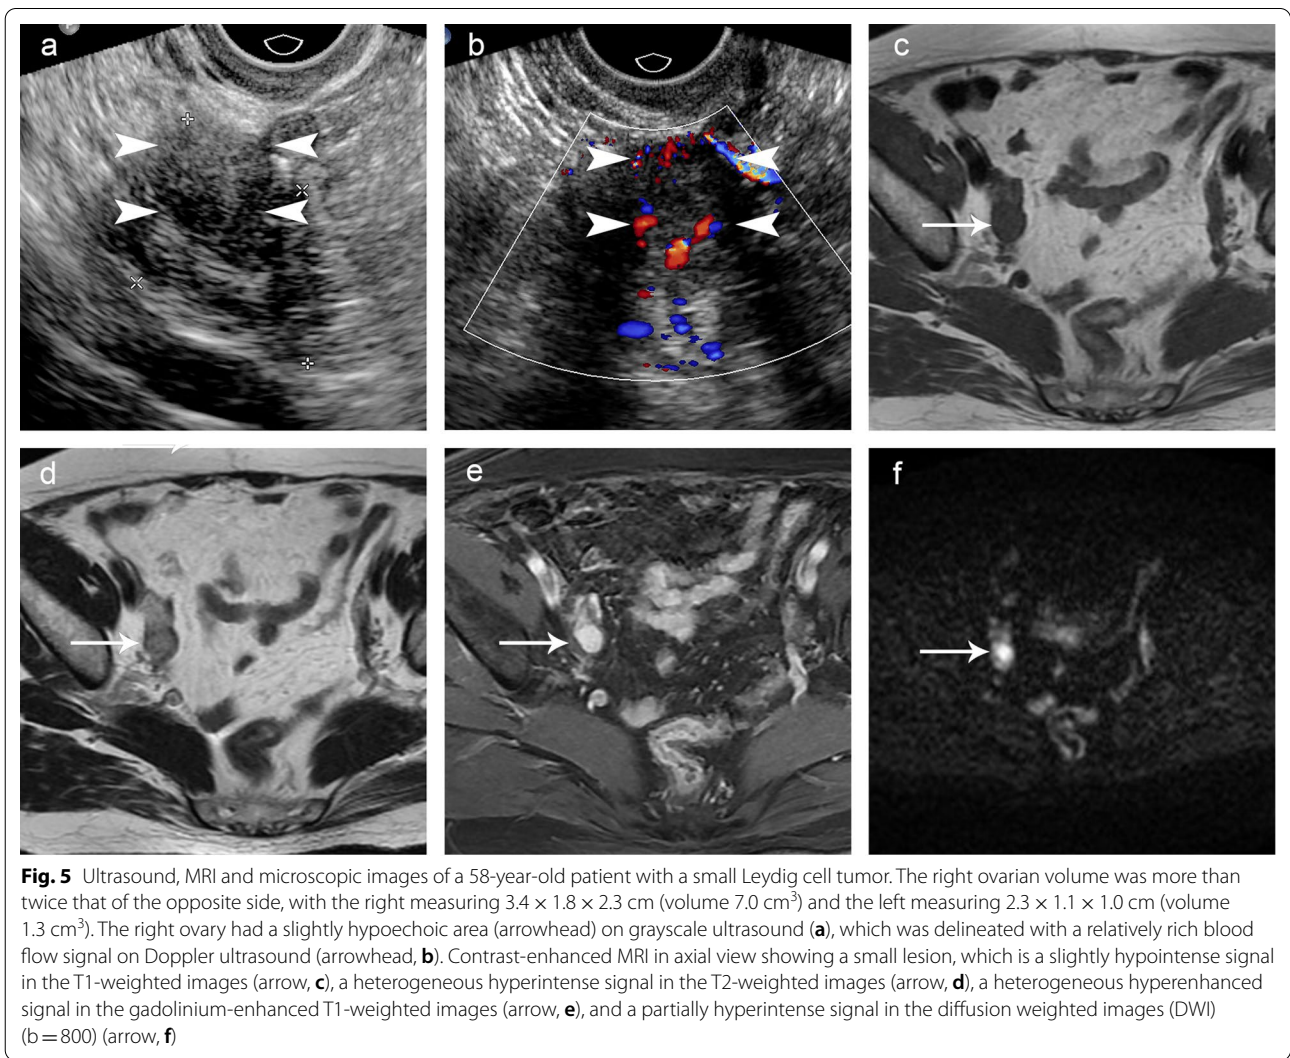 a
b
c
d
e
f
Fig. 5 Ultrasound, MRI and microscopic images of a 58-year-old patient with a small Leydig cell tumor. The right ovarian volume was more than
twice that of the opposite side, with the right measuring 3.4 × 1.8 × 2.3 cm (volume 7.0 cm³) and the left measuring 2.3 × 1.1 × 1.0 cm (volume
1.3 cm³). The right ovary had a slightly hypoechoic area (arrowhead) on grayscale ultrasound (a), which was delineated with a relatively rich blood
flow signal on Doppler ultrasound (arrowhead, b). Contrast-enhanced MRI in axial view showing a small lesion, which is a slightly hypointense signal
in the T1-weighted images (arrow, c), a heterogeneous hyperintense signal in the T2-weighted images (arrow, d), a heterogeneous hyperenhanced
signal in the gadolinium-enhanced T1-weighted images (arrow, e), and a partially hyperintense signal in the diffusion weighted images (DWI)
(b = 800) (arrow, f)